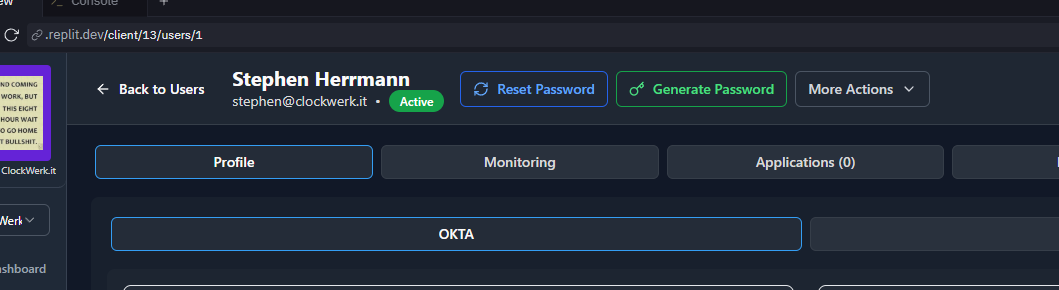 Console
.replit.dev/client/13/users/1
ND COMING
WORK, BUT
THIS EIGHT
HOUR WAIT
O GO HOME
T BULLSHIT.
ClockWerk.it
Werk
ashboard
Back to Users
Stephen Herrmann
stephen@clockwerk.it • Active
Reset Password
Generate Password
More Actions
Profile
Monitoring
Applications (0)
OKTA